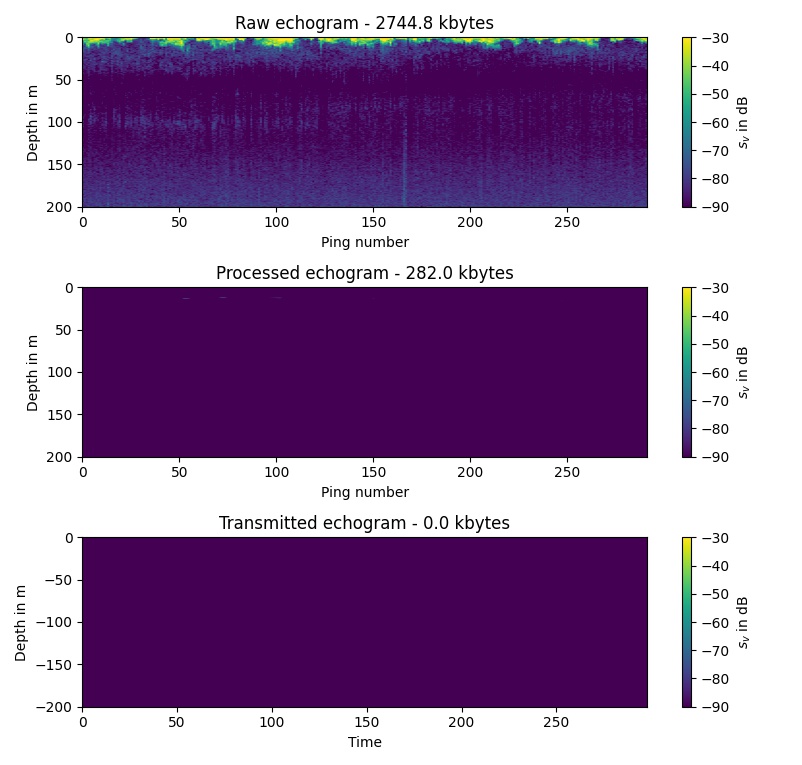 Raw echogram - 2744.8 kbytes
0
50
100
150
200
Depth in m
0 50 100 150 200 250
Ping number
−30
−40
−50
−60
−70
−80
−90
sv in dB
Processed echogram - 282.0 kbytes
0
50
100
150
200
Depth in m
0 50 100 150 200 250
Ping number
−30
−40
−50
−60
−70
−80
−90
sv in dB
Transmitted echogram - 0.0 kbytes
0
−50
−100
−150
−200
Depth in m
0 50 100 150 200 250
Time
−30
−40
−50
−60
−70
−80
−90
sv in dB